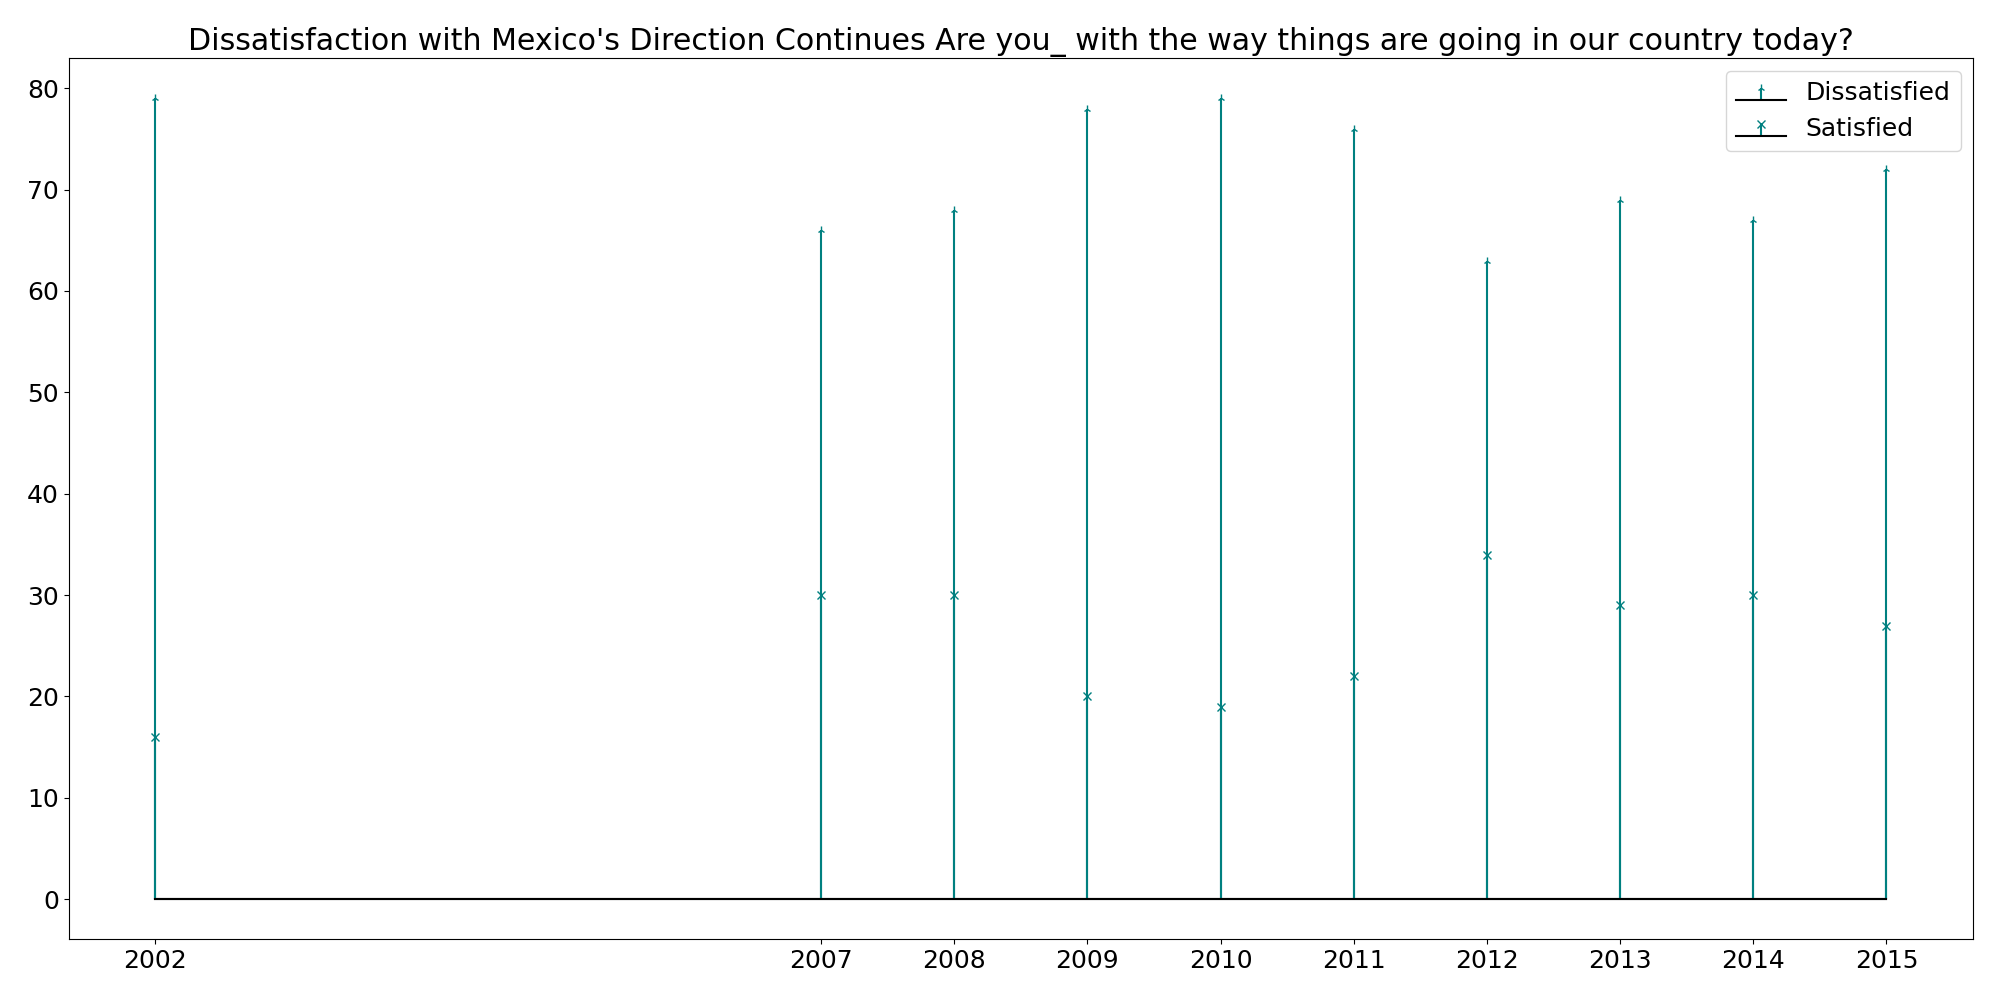 Dissatisfaction with Mexico's Direction Continues Are you_ with the way things are going in our country today?
Dissatisfied
Satisfied
80
70
60
50
40
30
20
10
0
2002 2007 2008 2009 2010 2011 2012 2013 2014 2015